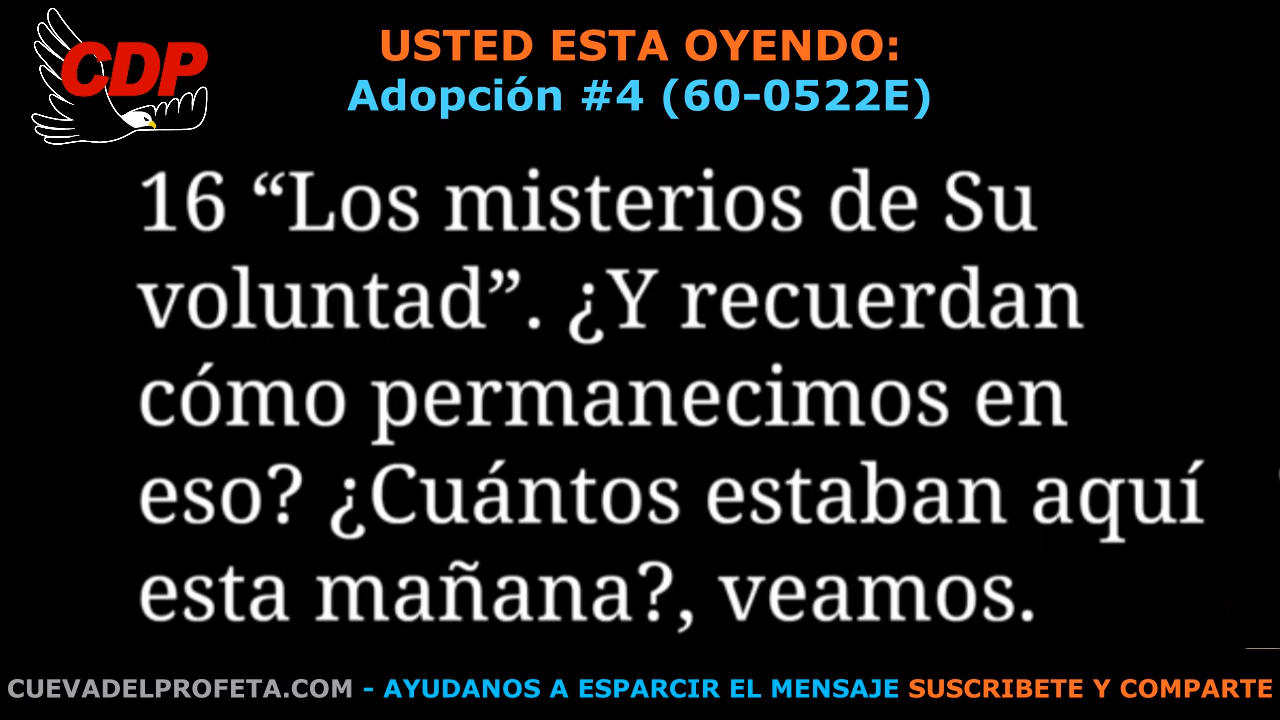 CDP
USTED ESTA OYENDO:
Adopción #4 (60-0522E)
16 “Los misterios de Su
voluntad”. ¿Y recuerdan
cómo permanecimos en
eso? ¿Cuántos estaban aquí
esta mañana?, veamos.
CUEVADELPROFETA.COM - AYUDANOS A ESPARCIR EL MENSAJE SUSCRIBETE Y COMPARTE